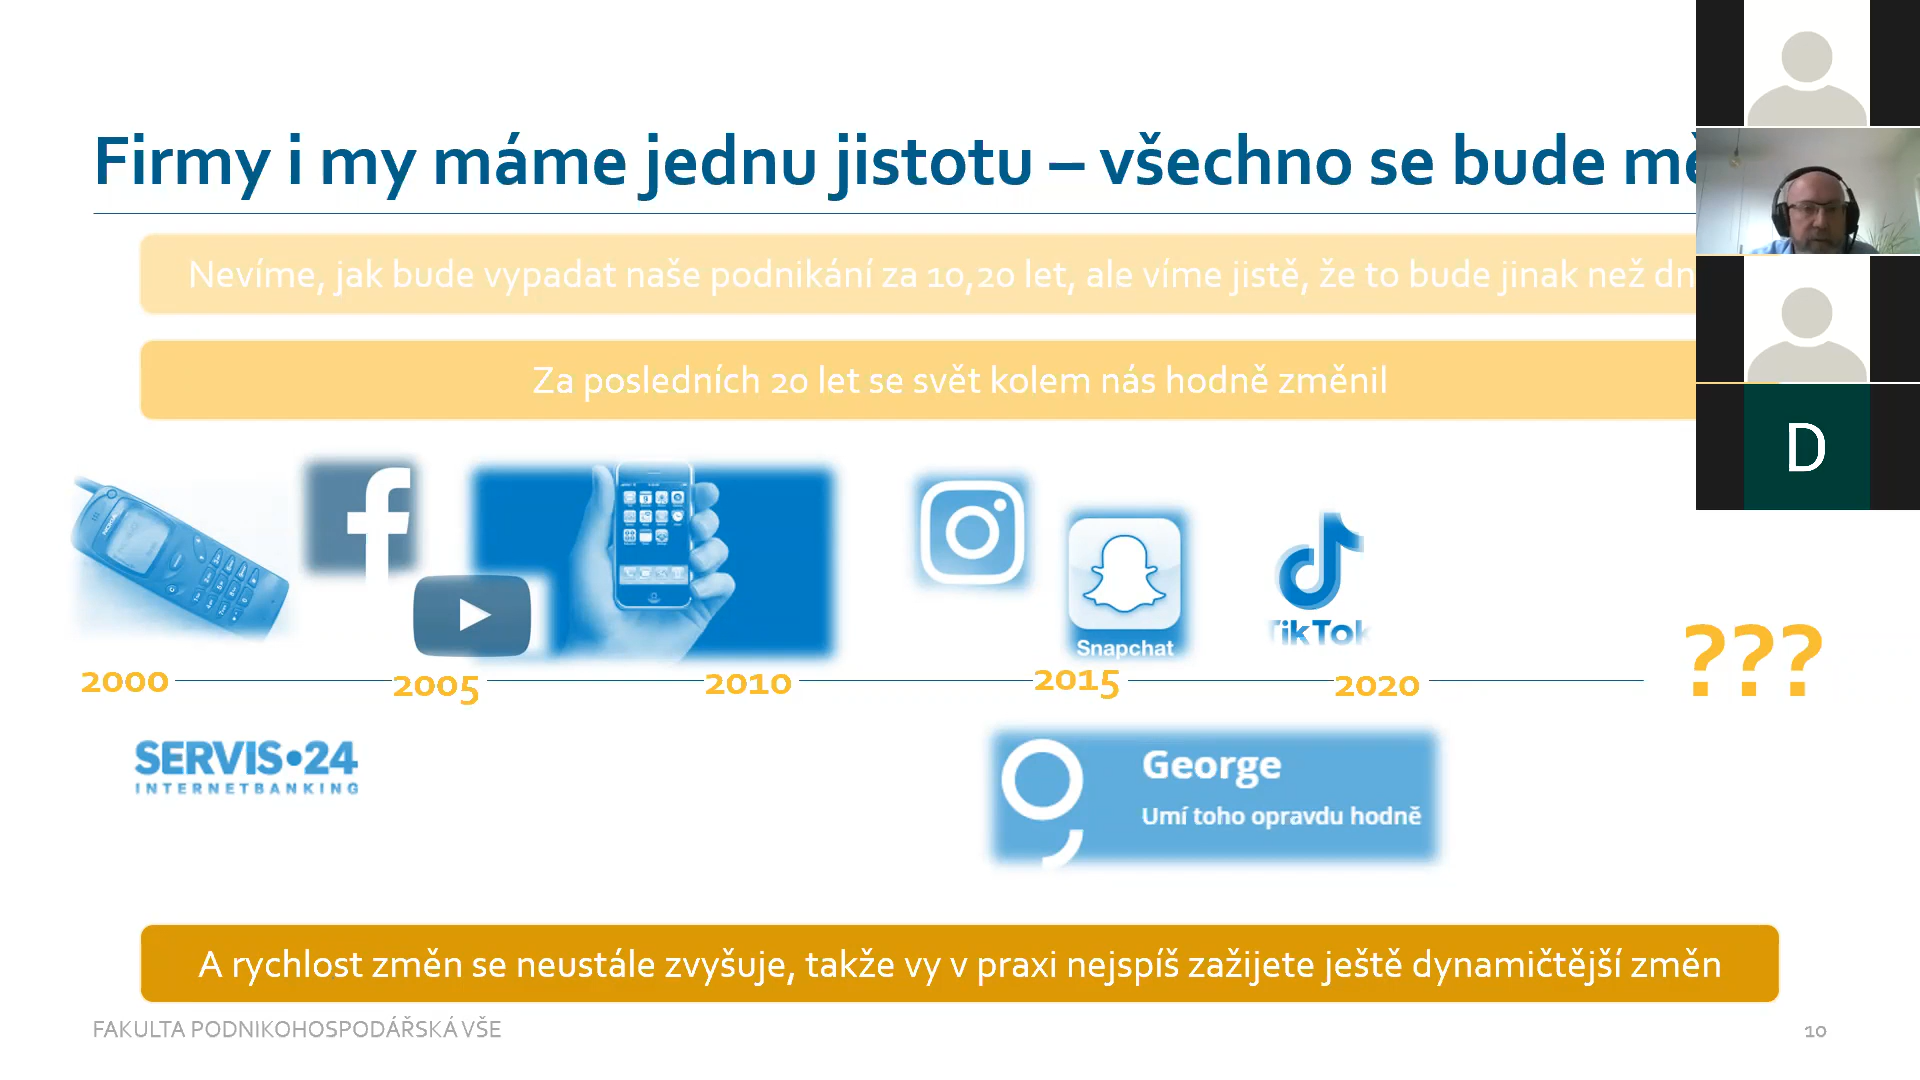 Firmy i my máme jednu jistotu – všechno se bude
Nevíme, jak bude vypadat naše podnikání za 10,20 let, ale víme jistě, že to bude jinak než
Za posledních 20 let se svět kolem nás hodně změnil
D
NOKIA
Snapchat
TikTok
???
2000
2005
2010
2015
2020
SERVIS•24
INTERNETBANKING
George
Umí toho opravdu hodně
A rychlost změn se neustále zvyšuje, takže vy v praxi nejspíš zažijete ještě dynamičtější změn
FAKULTA PODNIKOHOSPODÁŘSKÁ VŠE
10